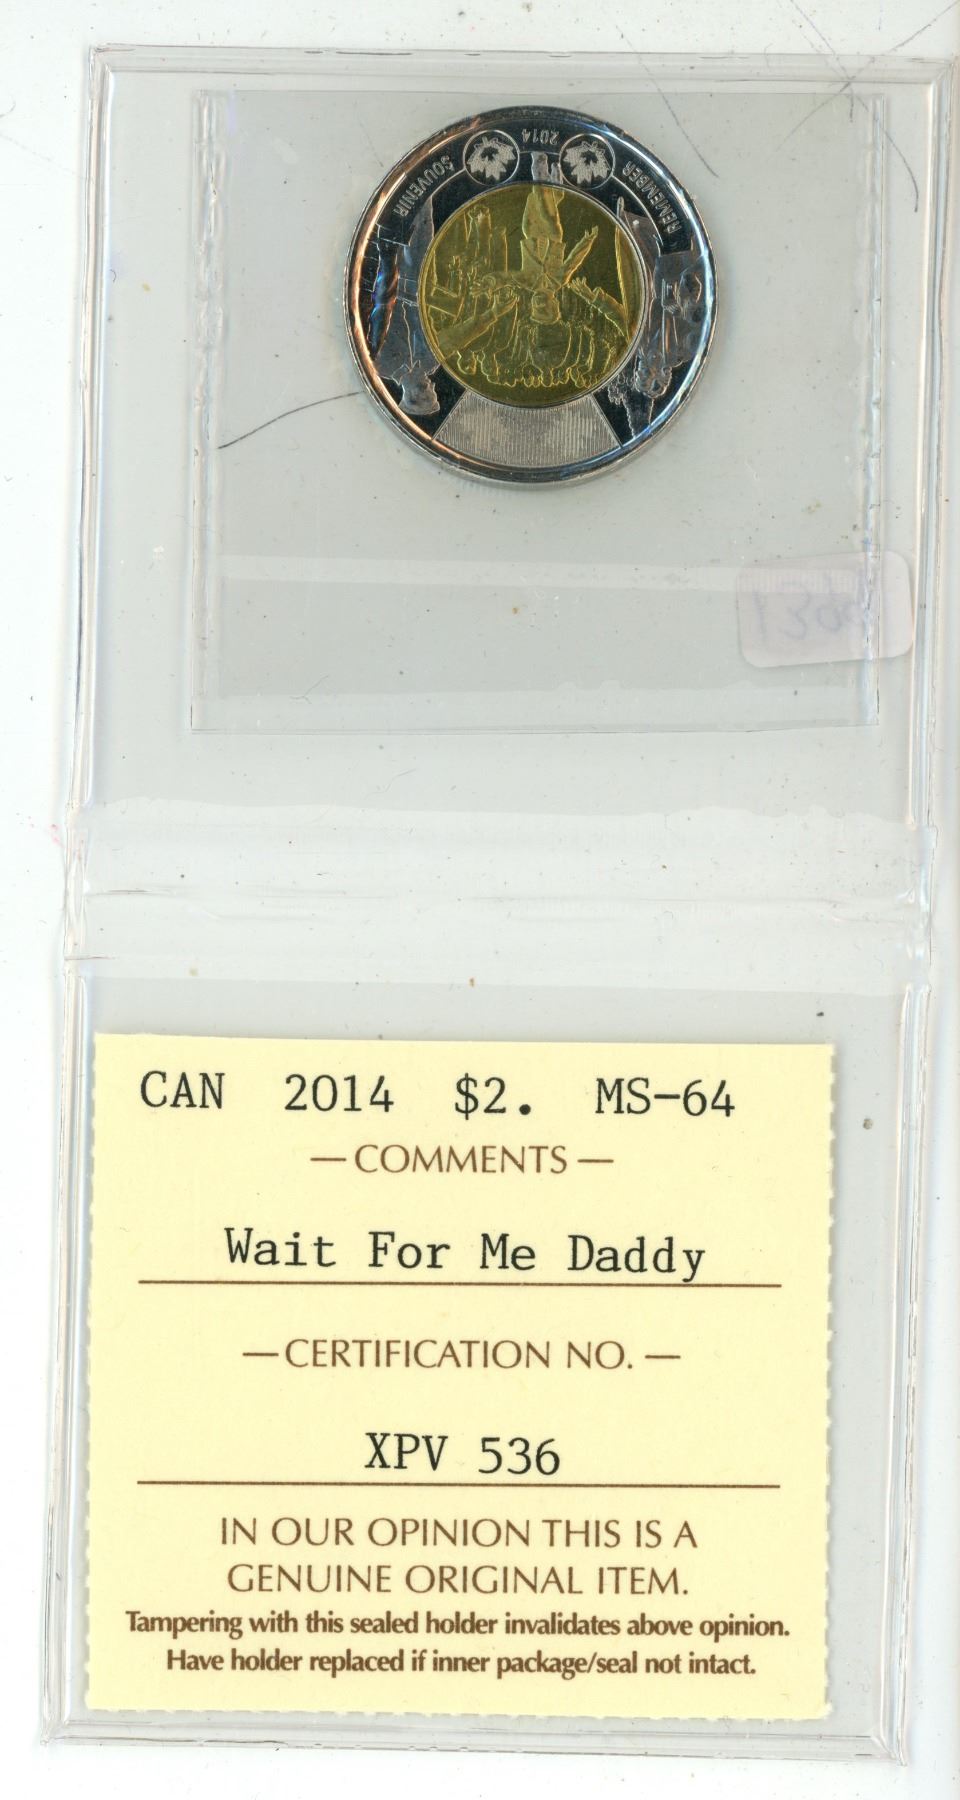 SOUVENIR
2014
REMEMBER
CAN 2014 $2. MS-64
— COMMENTS —
Wait For Me Daddy
— CERTIFICATION NO. —
XPV 536
IN OUR OPINION THIS IS A
GENUINE ORIGINAL ITEM.
Tampering with this sealed holder invalidates above opinion.
Have holder replaced if inner package/seal not intact.